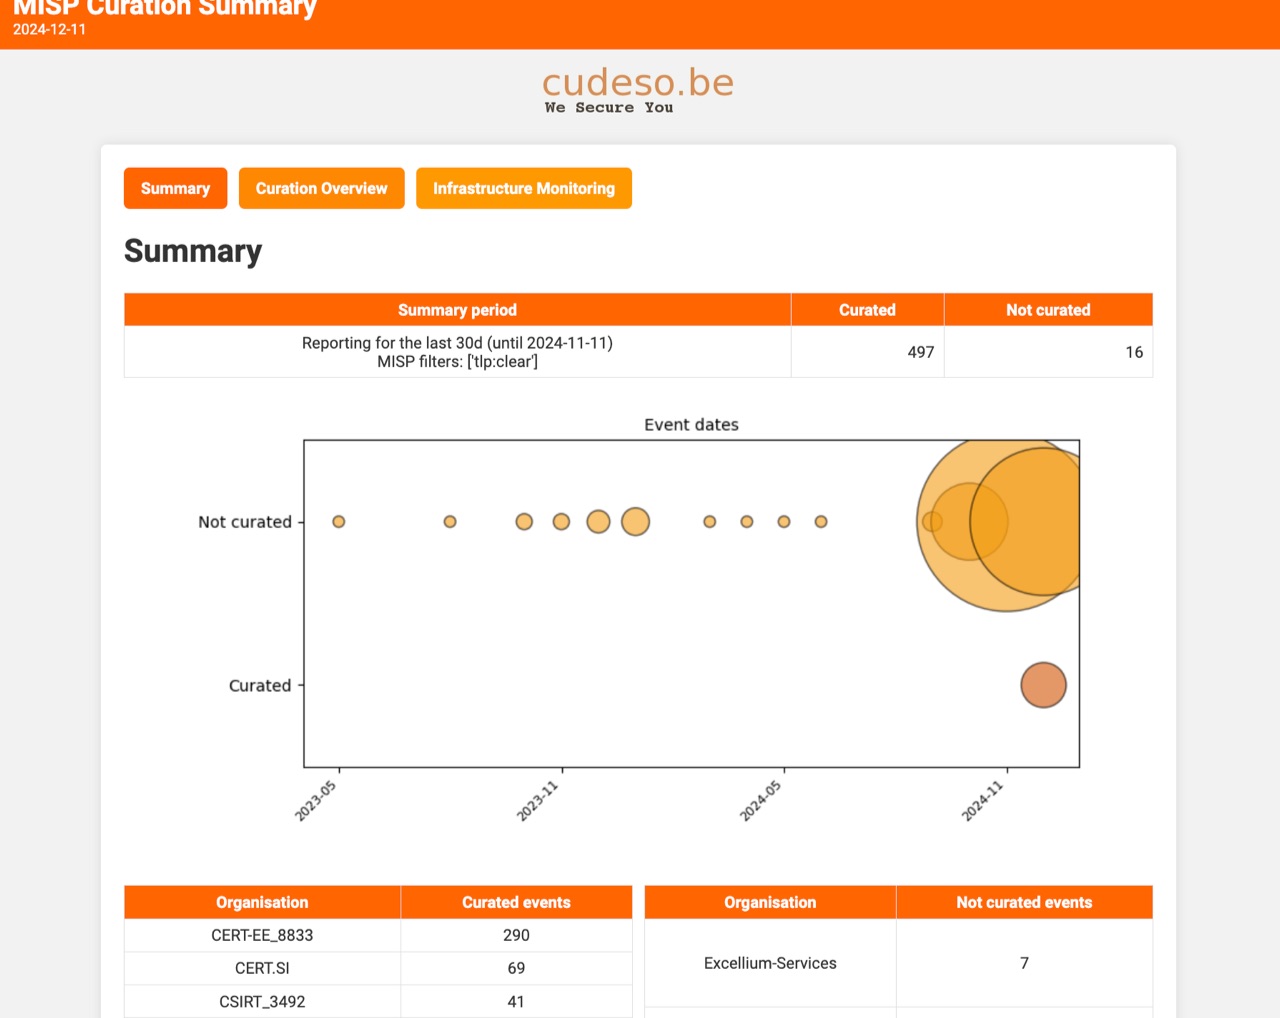 MISP Curation Summary
2024-12-11
cudeso.be
We Secure You
Summary
Curation Overview
Infrastructure Monitoring
Summary
Summary period
Curated
Not curated
Reporting for the last 30d (until 2024-11-11)
MISP filters: ['tlp:clear']
497
16
Event dates
Not curated
Curated
2023-05
2023-11
2024-05
2024-11
Organisation
Curated events
CERT-EE_8833
290
CERT.SI
69
CSIRT_3492
41
Organisation
Not curated events
Excellium-Services
7